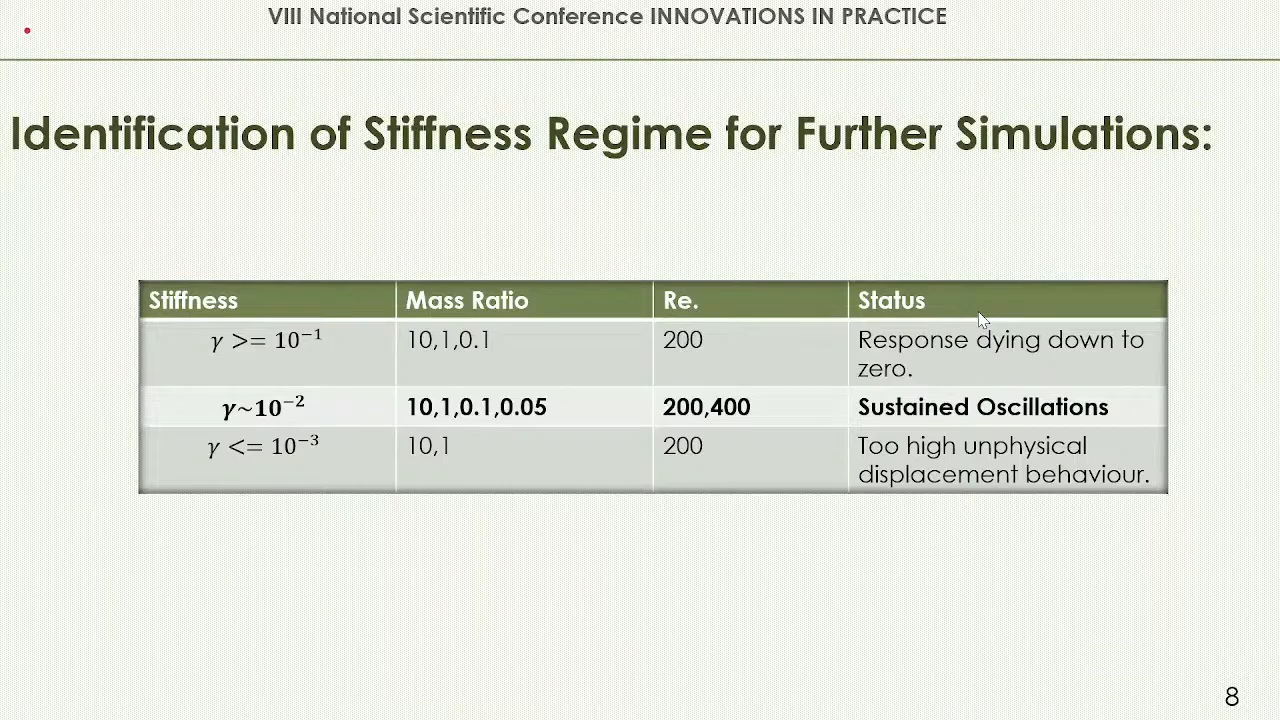 VIII National Scientific Conference INNOVATIONS IN PRACTICE
Identification of Stiffness Regime for Further Simulations:
Stiffness Mass Ratio Re. Status
γ >= 10⁻¹ 10,1,0.1 200 Response dying down to
zero.
γ~10⁻² 10,1,0.1,0.05 200,400 Sustained Oscillations
γ <= 10⁻³ 10,1 200 Too high unphysical
displacement behaviour.
8